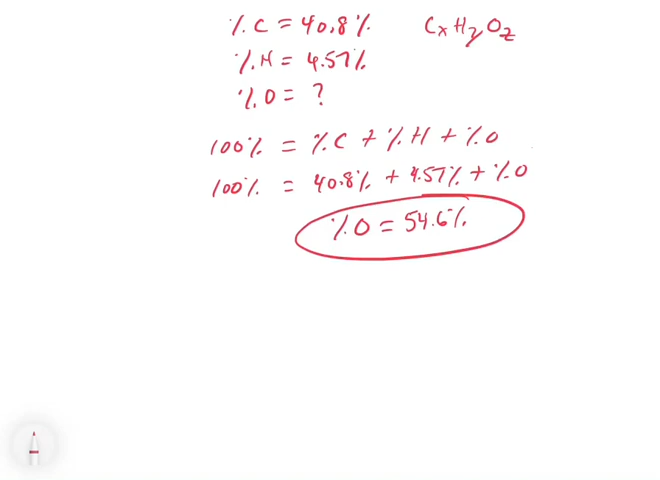 % C = 40.8% CxHyOz
% H = 4.57%
% O = ?
100% = % C + % H + % O
100% = 40.8% + 4.57% + % O
% O = 54.6%